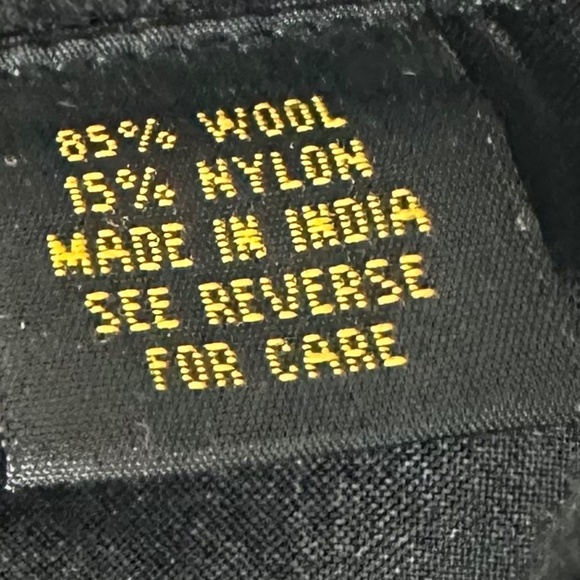 85% WOOL
15% NYLON
MADE IN INDIA
SEE REVERSE
FOR CARE